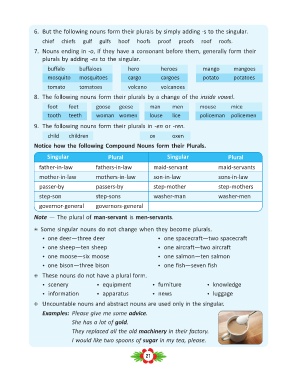 6. But the following nouns form their plurals by simply adding -s to the singular.
chief chiefs gulf gulfs hoof hoofs proof proofs roof roofs
7. Nouns ending in -o, if they have a consonant before them, generally form their
plurals by adding -es to the singular.
buffalo buffaloes hero heroes mango mangoes
mosquito mosquitoes cargo cargoes potato potatoes
tomato tomatoes volcano volcanoes
8. The following nouns form their plurals by a change of the inside vowel.
foot feet goose geese man men mouse mice
tooth teeth woman women louse lice policeman policemen
9. The following nouns form their plurals in -en or -ren.
child children ox oxen
Notice how the following Compound Nouns form their Plurals.
Singular Plural Singular Plural
father-in-law fathers-in-law maid-servant maid-servants
mother-in-law mothers-in-law son-in-law sons-in-law
passer-by passers-by step-mother step-mothers
step-son step-sons washer-man washer-men
governor-general governors-general
Note — The plural of man-servant is men-servants.
Some singular nouns do not change when they become plurals.
• one deer—three deer • one spacecraft—two spacecraft
• one sheep—ten sheep • one aircraft—two aircraft
• one moose—six moose • one salmon—ten salmon
• one bison—three bison • one fish—seven fish
These nouns do not have a plural form.
• scenery • equipment • furniture • knowledge
• information • apparatus • news • luggage
Uncountable nouns and abstract nouns are used only in the singular.
Examples: Please give me some advice.
She has a lot of gold.
They replaced all the old machinery in their factory.
I would like two spoons of sugar in my tea, please.
21